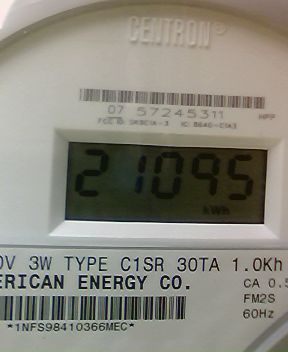 CENTRON®
07 57245311
21095
kWh
0V 3W TYPE C1SR 30TA 1.0Kh
ERICAN ENERGY CO. CA 0.5
FM2S
*1NFS98410366MEC* 60Hz